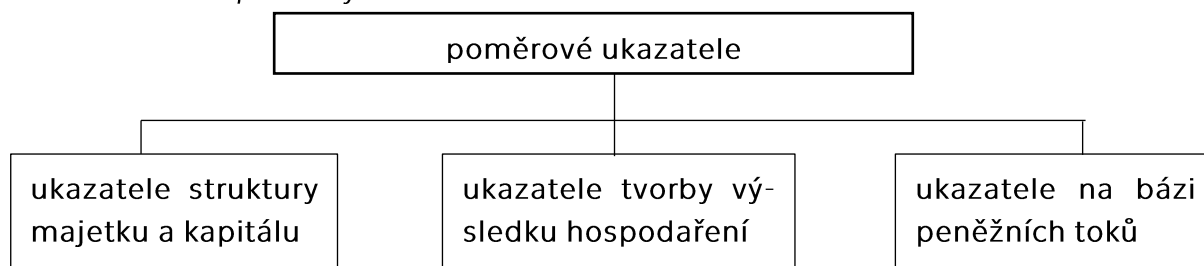 poměrové ukazatele
ukazatele struktury
majetku a kapitálu
ukazatele tvorby vý-
sledku hospodaření
ukazatele na bázi
peněžních toků